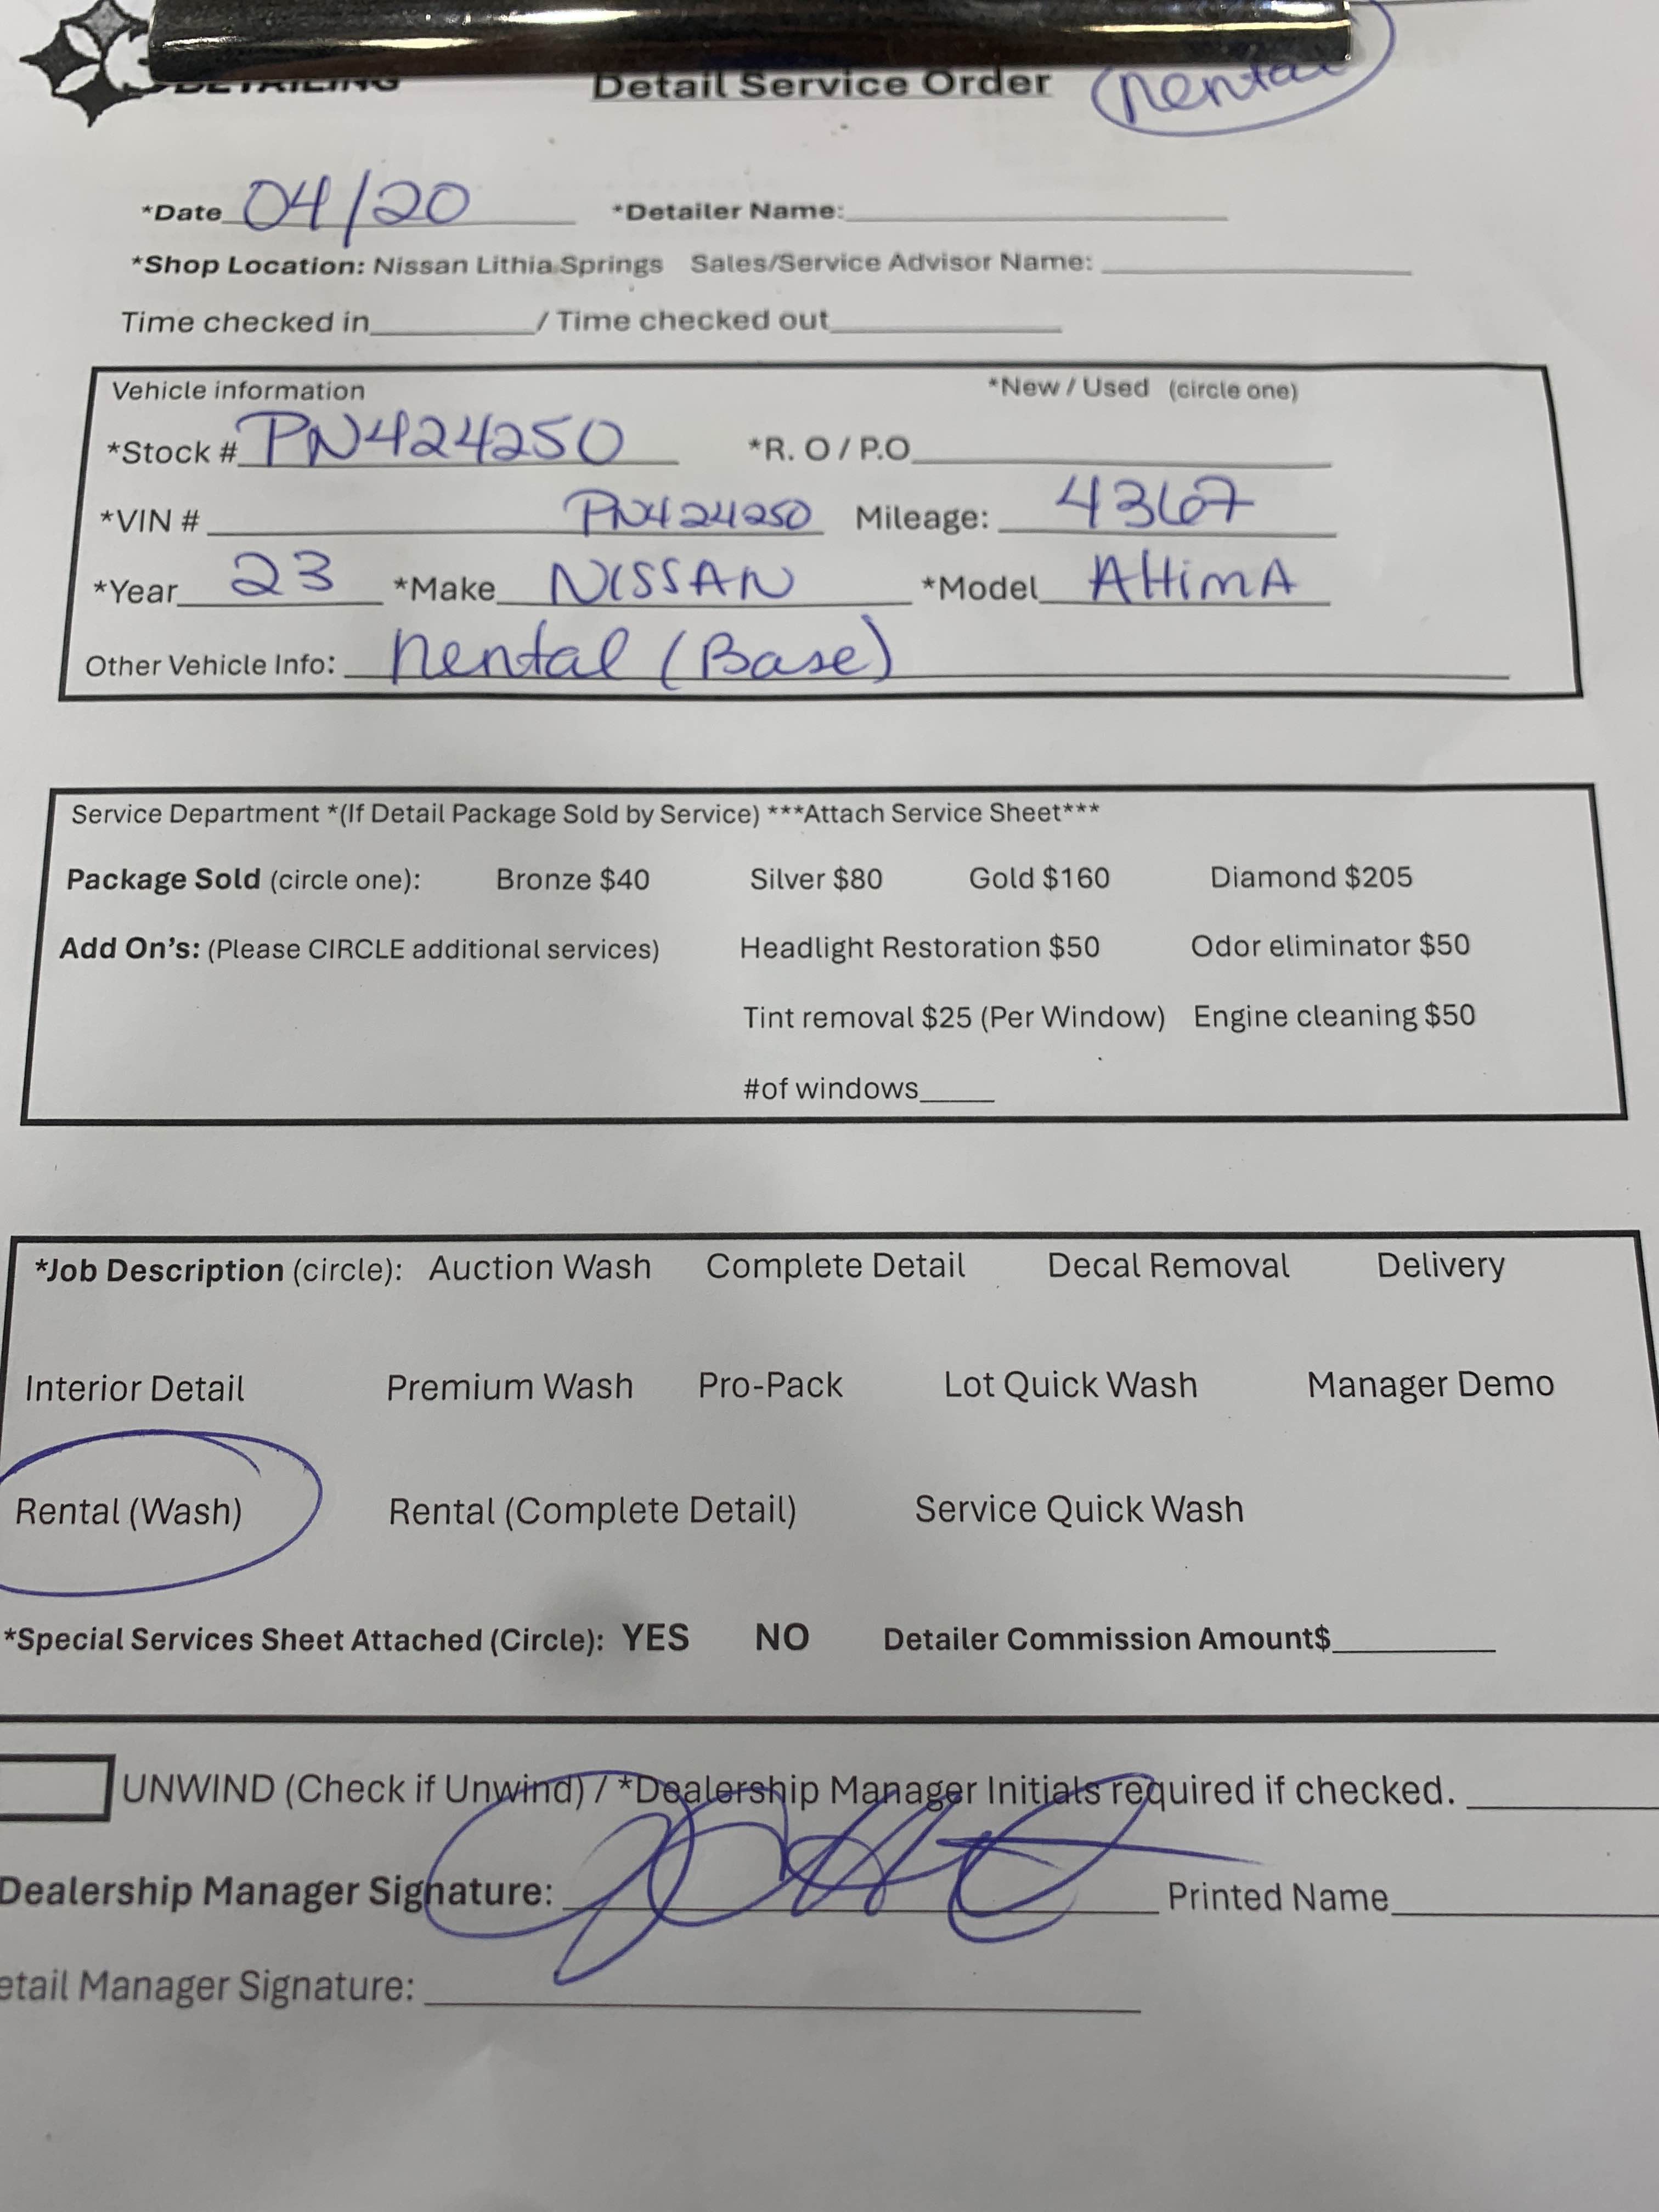 DETAILING
Detail Service Order
Rental
*Date 04/20 *Detailer Name:
*Shop Location: Nissan Lithia Springs Sales/Service Advisor Name:
Time checked in / Time checked out
Vehicle information *New / Used (circle one)
*Stock # PN424250 *R. O / P.O
*VIN # PN424250 Mileage: 4367
*Year 23 *Make NISSAN *Model AltimA
Other Vehicle Info: Rental (Base)
Service Department *(If Detail Package Sold by Service) ***Attach Service Sheet***
Package Sold (circle one): Bronze $40 Silver $80 Gold $160 Diamond $205
Add On's: (Please CIRCLE additional services) Headlight Restoration $50 Odor eliminator $50
Tint removal $25 (Per Window) Engine cleaning $50
#of windows
*Job Description (circle): Auction Wash Complete Detail Decal Removal Delivery
Interior Detail Premium Wash Pro-Pack Lot Quick Wash Manager Demo
Rental (Wash) Rental (Complete Detail) Service Quick Wash
*Special Services Sheet Attached (Circle): YES NO Detailer Commission Amount$
UNWIND (Check if Unwind) / *Dealership Manager Initials required if checked.
Dealership Manager Signature: Printed Name
etail Manager Signature: